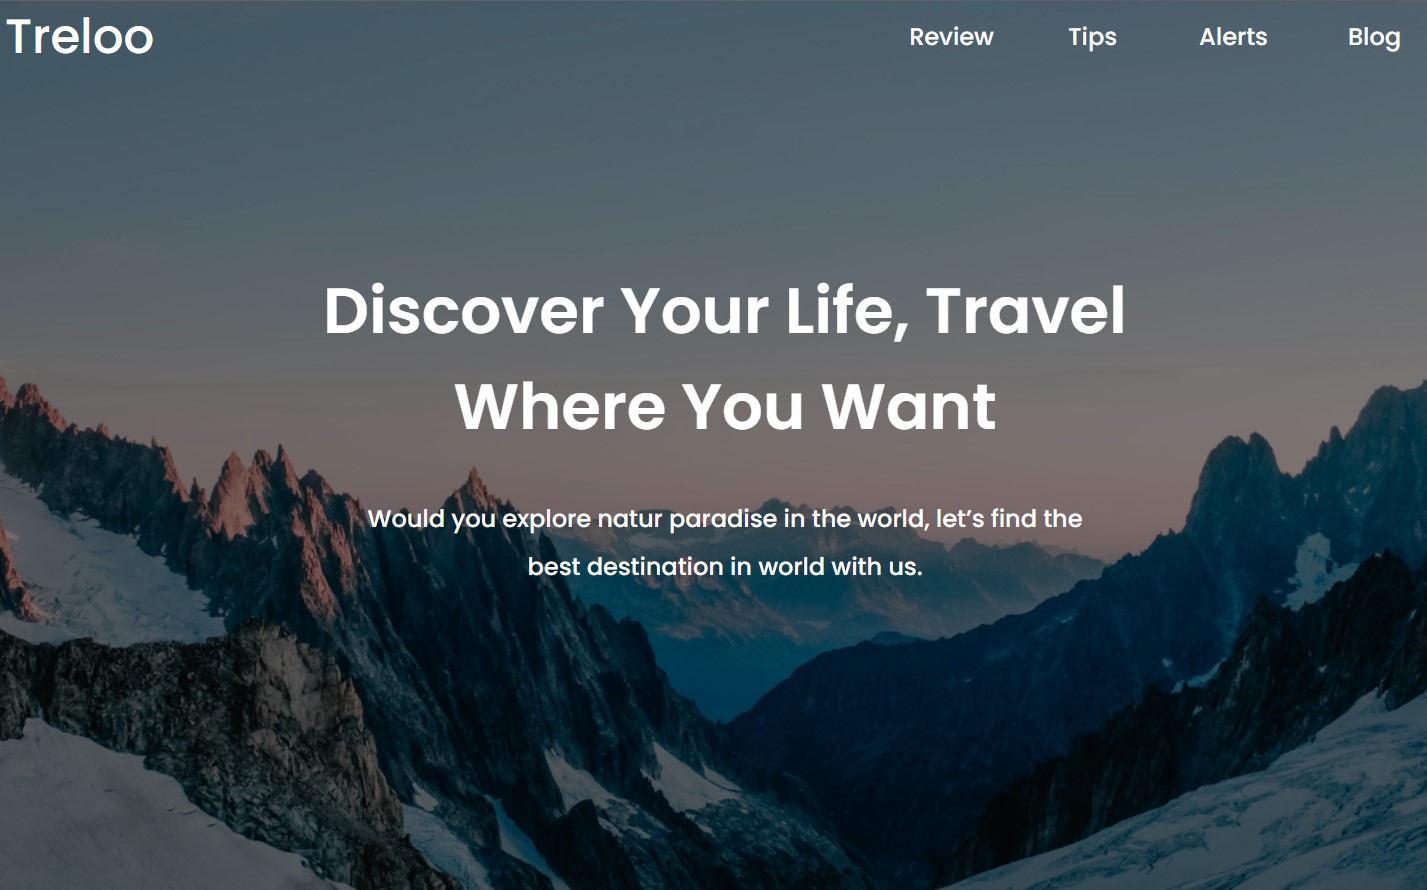 Treloo
Review Tips Alerts Blog
Discover Your Life, Travel
Where You Want
Would you explore natur paradise in the world, let’s find the
best destination in world with us.